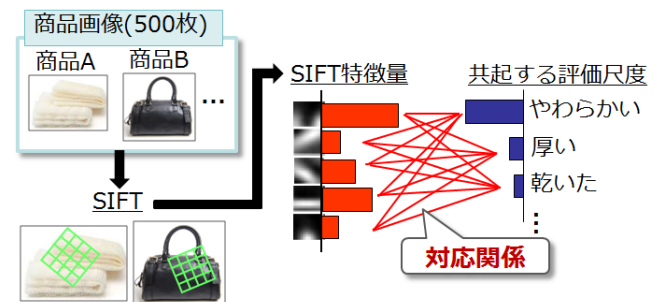 商品画像(500枚)
商品A
商品B
…
SIFT
SIFT特徴量
共起する評価尺度
やわらかい
厚い
乾いた
⋮
対応関係